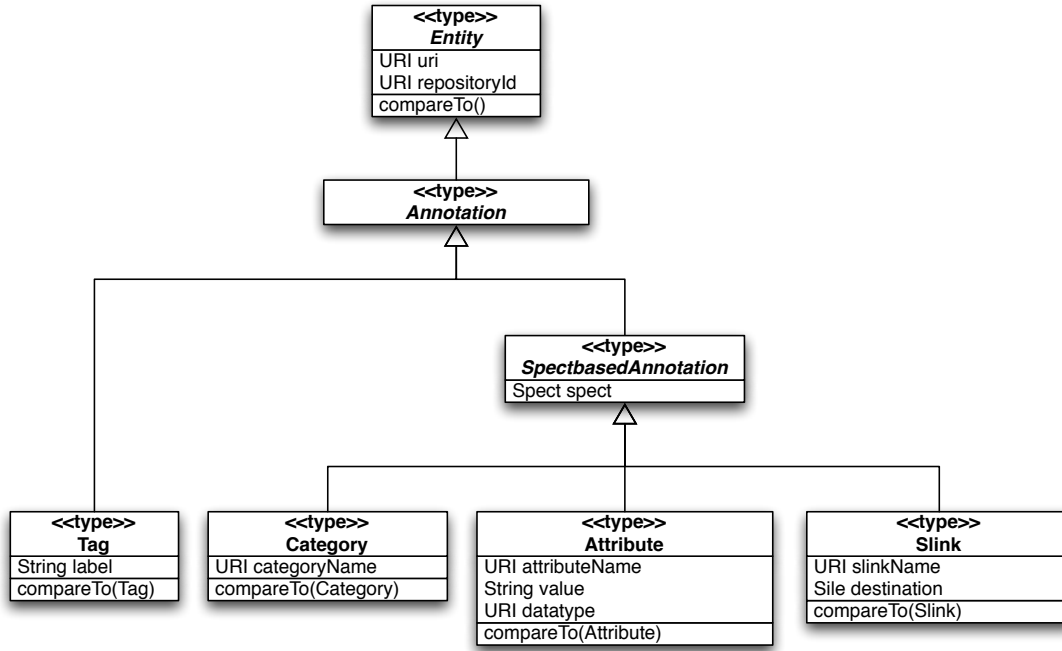 <<type>>
Entity
URI uri
URI repositoryId
compareTo()
<<type>>
Annotation
<<type>>
SpectbasedAnnotation
Spect spect
<<type>>
Tag
String label
compareTo(Tag)
<<type>>
Category
URI categoryName
compareTo(Category)
<<type>>
Attribute
URI attributeName
String value
URI datatype
compareTo(Attribute)
<<type>>
Slink
URI slinkName
Sile destination
compareTo(Slink)